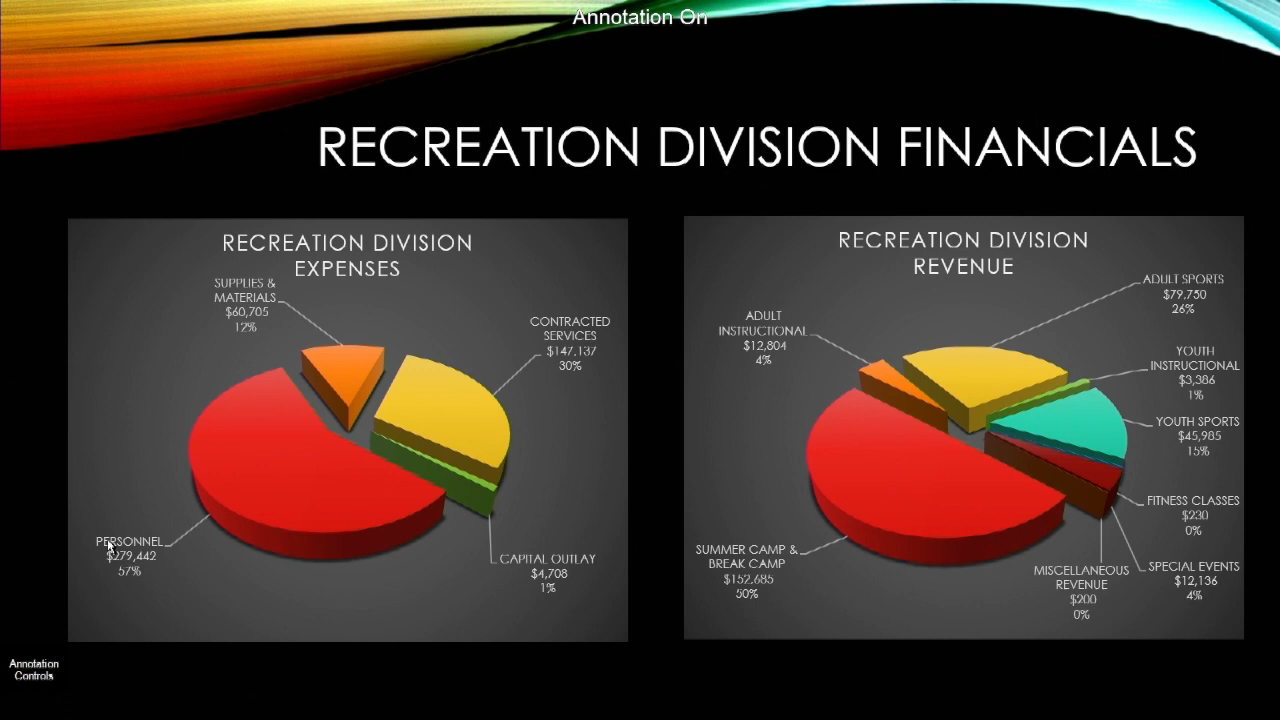 Annotation On
RECREATION DIVISION FINANCIALS
RECREATION DIVISION
EXPENSES
SUPPLIES &
MATERIALS
$60,705
12%
CONTRACTED
SERVICES
$147,137
30%
PERSONNEL
$279,442
57%
CAPITAL OUTLAY
$4,708
1%
RECREATION DIVISION
REVENUE
ADULT SPORTS
$79,750
26%
ADULT
INSTRUCTIONAL
$12,804
4%
YOUTH
INSTRUCTIONAL
$3,386
1%
YOUTH SPORTS
$45,985
15%
FITNESS CLASSES
$230
0%
SUMMER CAMP &
BREAK CAMP
$152,685
50%
MISCELLANEOUS
REVENUE
$200
0%
SPECIAL EVENTS
$12,136
4%
Annotation
Controls